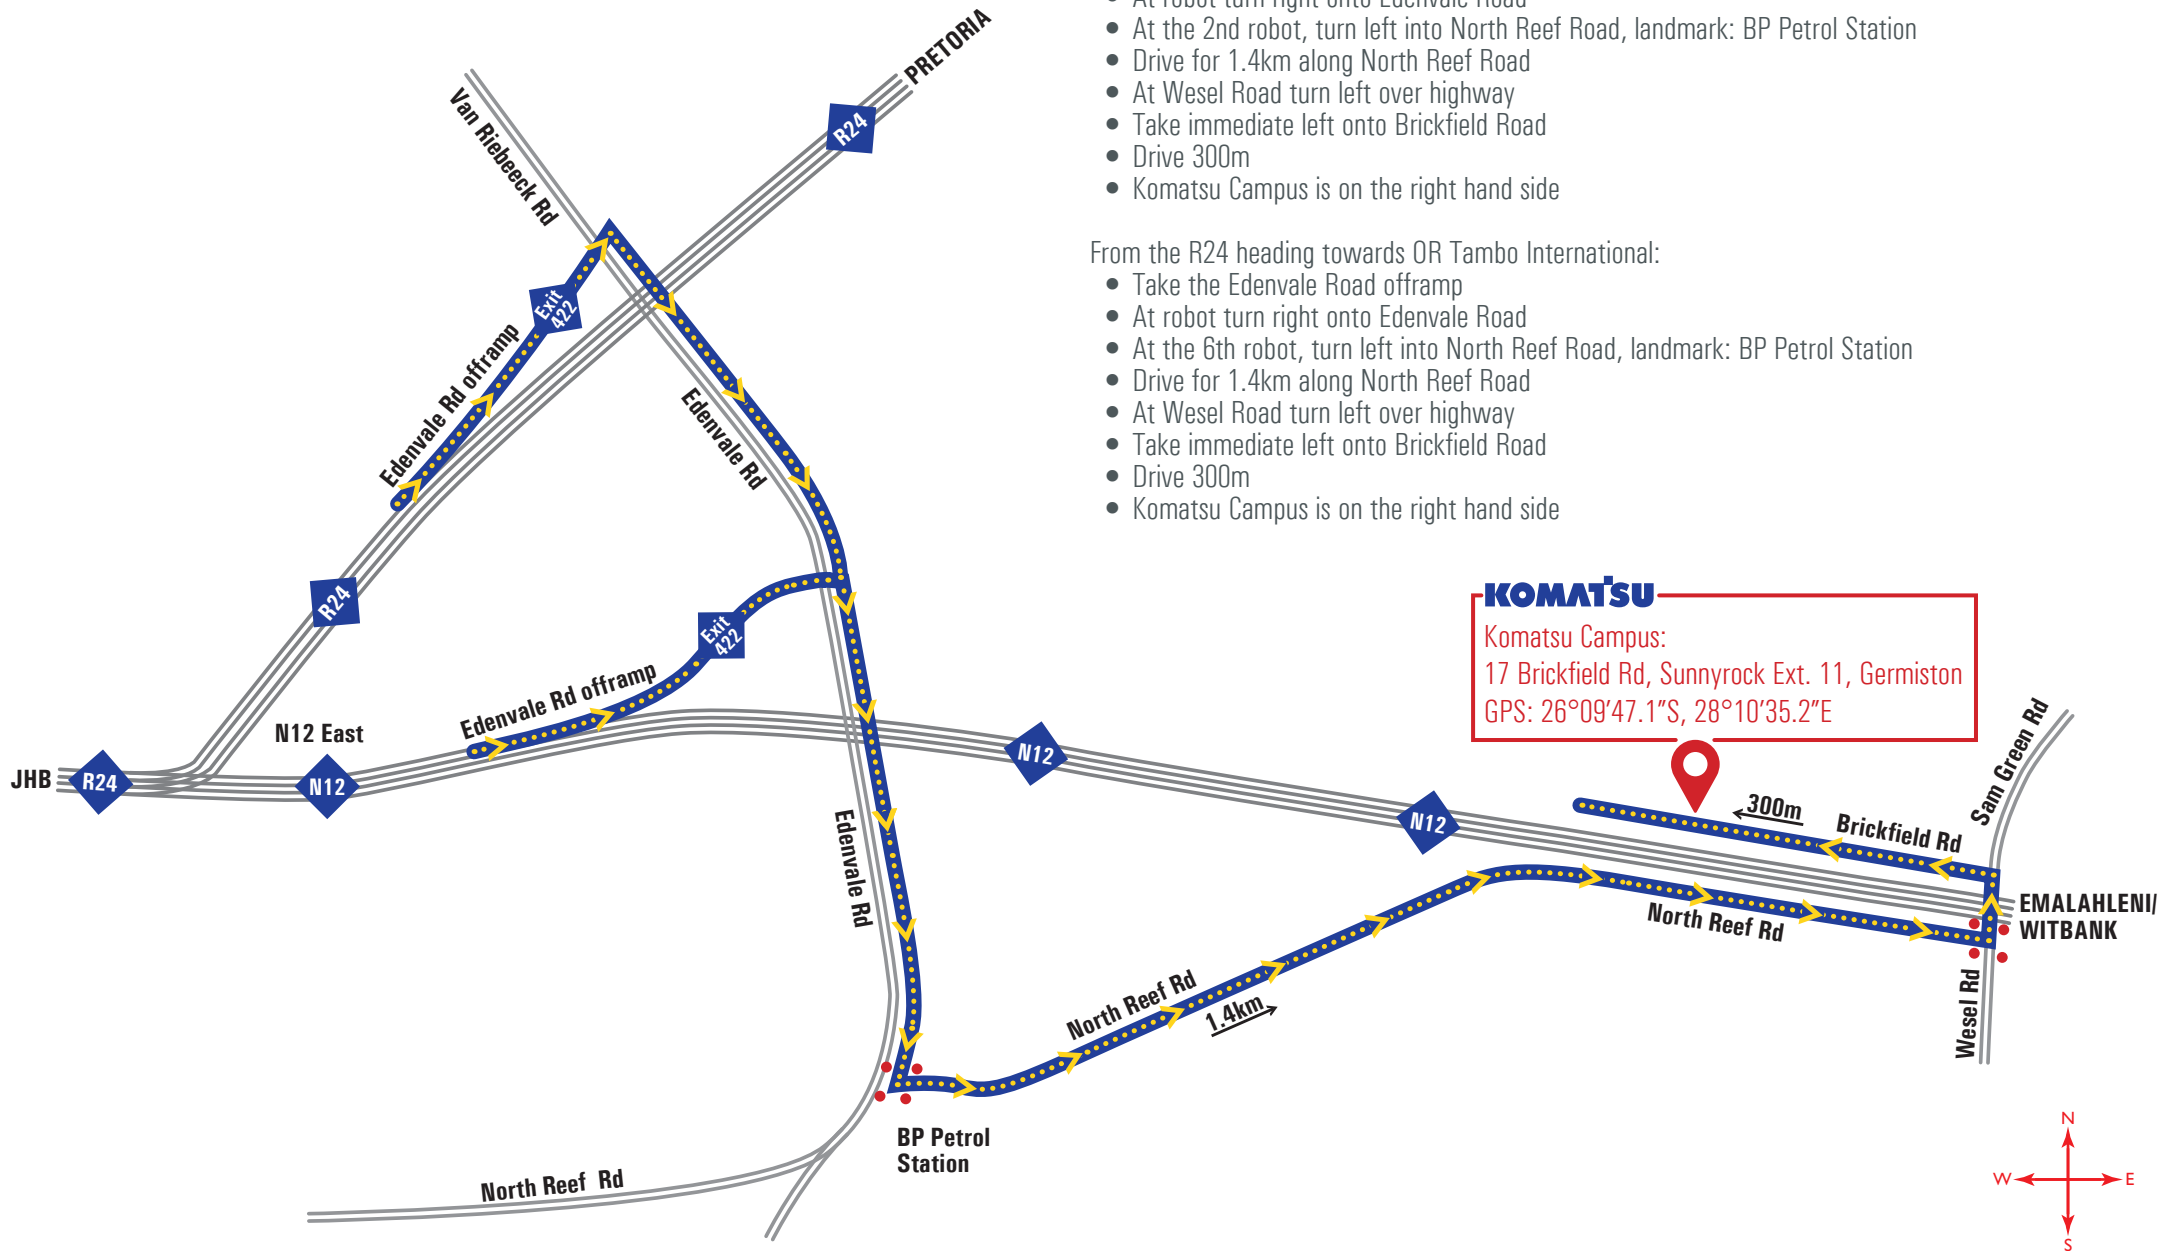 • At robot turn right onto Edenvale Road
• At the 2nd robot, turn left into North Reef Road, landmark: BP Petrol Station
• Drive for 1.4km along North Reef Road
• At Wesel Road turn left over highway
• Take immediate left onto Brickfield Road
• Drive 300m
• Komatsu Campus is on the right hand side
From the R24 heading towards OR Tambo International:
• Take the Edenvale Road offramp
• At robot turn right onto Edenvale Road
• At the 6th robot, turn left into North Reef Road, landmark: BP Petrol Station
• Drive for 1.4km along North Reef Road
• At Wesel Road turn left over highway
• Take immediate left onto Brickfield Road
• Drive 300m
• Komatsu Campus is on the right hand side
PRETORIA
R24
Van Riebeeck Rd
Exit
422
Edenvale Rd offramp
Edenvale Rd
R24
Exit
422
Edenvale Rd offramp
N12 East
JHB
R24
N12
N12
N12
KOMATSU
Komatsu Campus:
17 Brickfield Rd, Sunnyrock Ext. 11, Germiston
GPS: 26°09’47.1”S, 28°10’35.2”E
Sam Green Rd
300m
Brickfield Rd
Edenvale Rd
North Reef Rd
EMALAHLENI/
WITBANK
North Reef Rd
1.4km
Wesel Rd
BP Petrol
Station
North Reef Rd
N
W
E
S